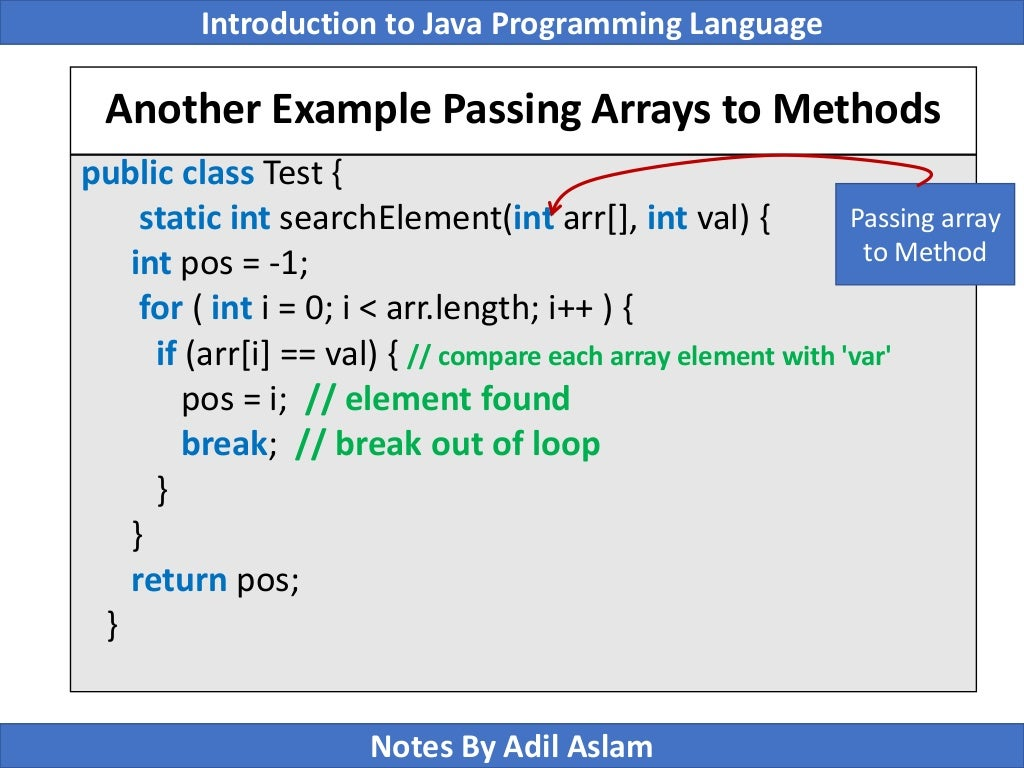 Introduction to Java Programming Language
Another Example Passing Arrays to Methods
public class Test {
static int searchElement(int arr[], int val) {
int pos = -1;
for ( int i = 0; i < arr.length; i++ ) {
if (arr[i] == val) { // compare each array element with 'var'
pos = i; // element found
break; // break out of loop
}
}
return pos;
}
Passing array
to Method
Notes By Adil Aslam